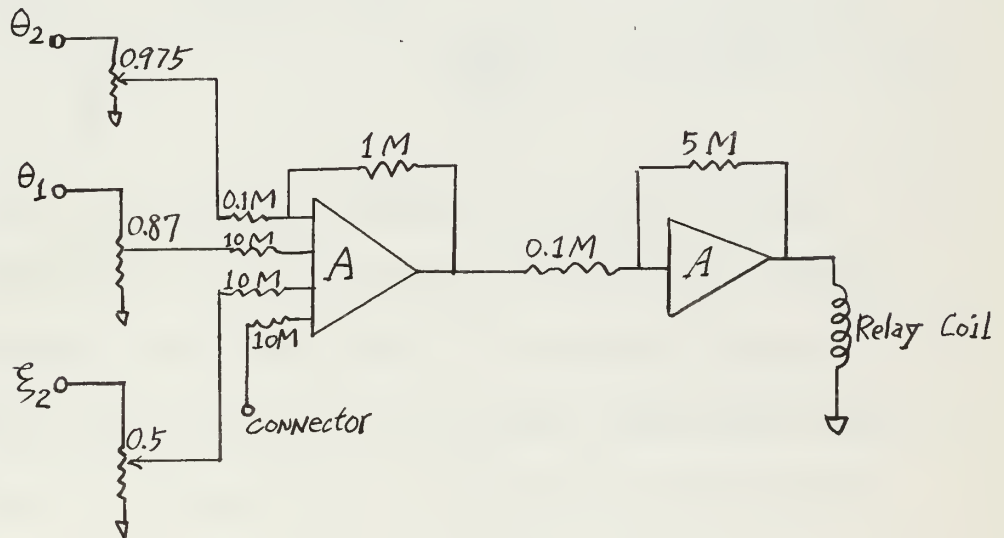 θ2
0.975
1M
5M
θ1
0.1M
0.87
10M
A
0.1M
A
10M
10M
Relay Coil
ξ2
CONNECTOR
0.5